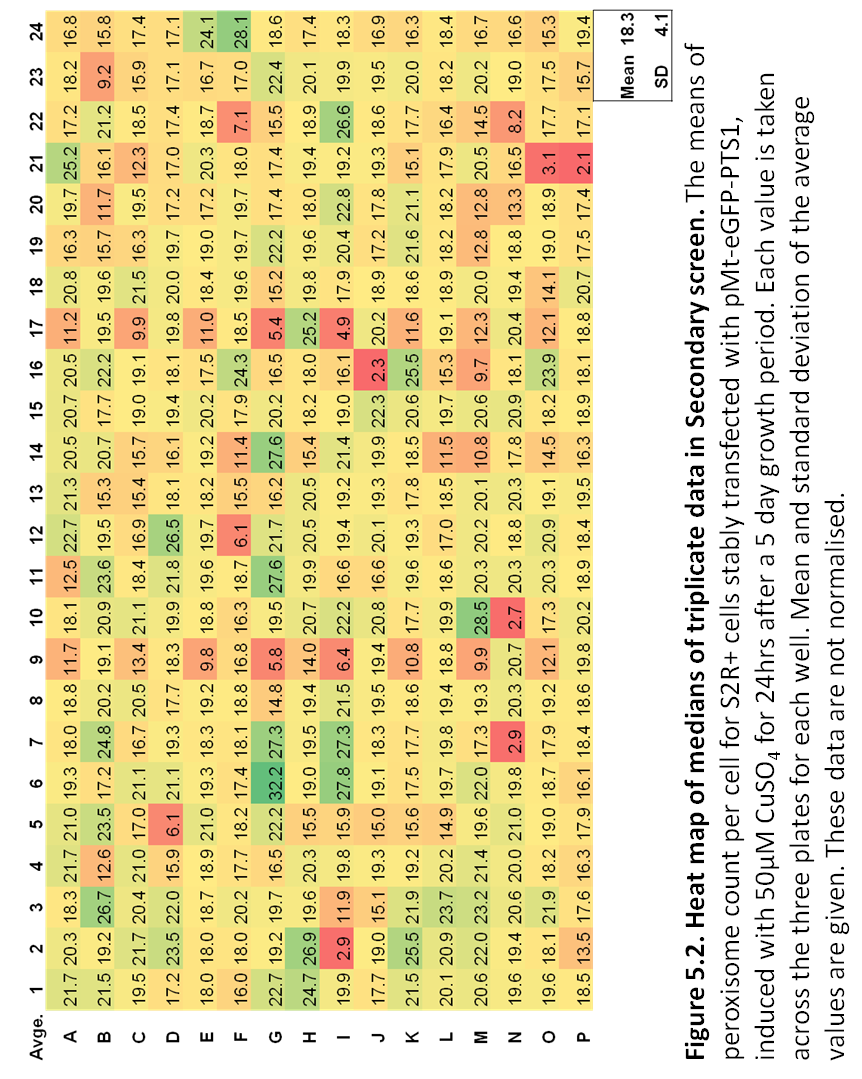 Avge. 1 2 3 4 5 6 7 8 9 10 11 12 13 14 15 16 17 18 19 20 21 22 23 24
A 21.7 20.3 18.3 21.7 21.0 19.3 18.0 18.8 11.7 18.1 12.5 22.7 21.3 20.5 20.7 20.5 11.2 20.8 16.3 19.7 25.2 17.2 18.2 16.8
B 21.5 19.2 26.7 12.6 23.5 17.2 24.8 20.2 19.1 20.9 23.6 19.5 15.3 20.7 17.7 22.2 19.5 19.6 15.7 11.7 16.1 21.2 9.2 15.8
C 19.5 21.7 20.4 21.0 17.0 21.1 16.7 20.5 13.4 21.1 18.4 16.9 15.4 15.7 19.0 19.1 9.9 21.5 16.3 19.5 12.3 18.5 15.9 17.4
D 17.2 23.5 22.0 15.9 6.1 21.1 19.3 17.7 18.3 19.9 21.8 26.5 18.1 16.1 19.4 18.1 19.8 20.0 19.7 17.2 17.0 17.4 17.1 17.1
E 18.0 18.0 18.7 18.9 21.0 19.3 18.3 19.2 9.8 18.8 19.6 19.7 18.2 19.2 20.2 17.5 11.0 18.4 19.0 17.2 20.3 18.7 16.7 24.1
F 16.0 18.0 20.2 17.7 18.2 17.4 18.1 18.8 16.8 16.3 18.7 6.1 15.5 11.4 17.9 24.3 18.5 19.6 19.7 19.7 18.0 7.1 17.0 28.1
G 22.7 19.2 19.7 16.5 22.2 32.2 27.3 14.8 5.8 19.5 27.6 21.7 16.2 27.6 20.2 16.5 5.4 15.2 22.2 17.4 17.4 15.5 22.4 18.6
H 24.7 26.9 19.6 20.3 15.5 19.0 19.5 19.4 14.0 20.7 19.9 20.5 20.5 15.4 18.2 18.0 25.2 19.8 19.6 18.0 19.4 18.9 20.1 17.4
I 19.9 2.9 11.9 19.8 15.9 27.8 27.3 21.5 6.4 22.2 16.6 19.4 19.2 21.4 19.0 16.1 4.9 17.9 20.4 22.8 19.2 26.6 19.9 18.3
J 17.7 19.0 15.1 19.3 15.0 19.1 18.3 19.5 19.4 20.8 16.6 20.1 19.3 19.9 22.3 2.3 20.2 18.9 17.2 17.8 19.3 18.6 19.5 16.9
K 21.5 25.5 21.9 19.2 15.6 17.5 17.7 18.6 10.8 17.7 19.6 19.3 17.8 18.5 20.6 25.5 11.6 18.6 21.6 21.1 15.1 17.7 20.0 16.3
L 20.1 20.9 23.7 20.2 14.9 19.7 19.8 19.4 18.8 19.9 18.6 17.0 18.5 11.5 19.7 15.3 19.1 18.9 18.2 18.2 17.9 16.4 18.2 18.4
M 20.6 22.0 23.2 21.4 19.6 22.0 17.3 19.3 9.9 28.5 20.3 20.2 20.1 10.8 20.6 9.7 12.3 20.0 12.8 12.8 20.5 14.5 20.2 16.7
N 19.6 19.4 20.6 20.0 21.0 19.8 2.9 20.3 20.7 2.7 20.3 18.8 20.3 17.8 20.9 18.1 20.4 19.4 18.8 13.3 16.5 8.2 19.0 16.6
O 19.6 18.1 21.9 18.2 19.0 18.7 17.9 19.2 12.1 17.3 20.3 20.9 19.1 14.5 18.2 23.9 12.1 14.1 19.0 18.9 3.1 17.7 17.5 15.3
P 18.5 13.5 17.6 16.3 17.9 16.1 18.4 18.6 19.8 20.2 18.9 18.4 19.5 16.3 18.9 18.1 18.8 20.7 17.5 17.4 2.1 17.1 15.7 19.4
Mean 18.3
SD 4.1
Figure 5.2. Heat map of medians of triplicate data in Secondary screen. The means of
peroxisome count per cell for S2R+ cells stably transfected with pMt-eGFP-PTS1,
induced with 50µM CuSO₄ for 24hrs after a 5 day growth period. Each value is taken
across the three plates for each well. Mean and standard deviation of the average
values are given. These data are not normalised.